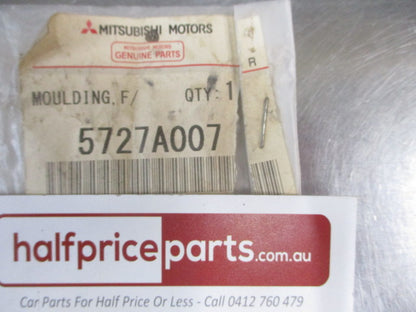 MITSUBISHI MOTORS
MITSUBISHI MOTORS
GENUINE PARTS
R
MOULDING, F/ QTY: 1
5727A007
halfpriceparts.com.au
Car Parts For Half Price Or Less - Call 0412 760 479